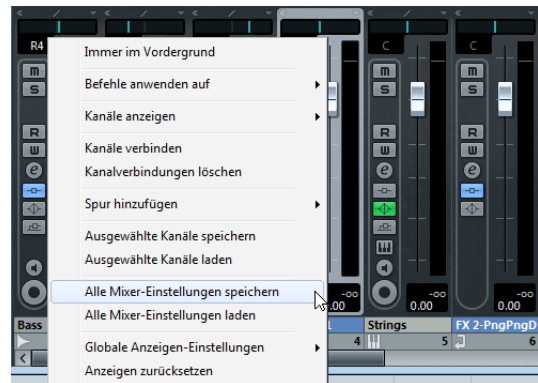 R4
C
C
Immer im Vordergrund
Befehle anwenden auf
Kanäle anzeigen
Kanäle verbinden
Kanalverbindungen löschen
Spur hinzufügen
Ausgewählte Kanäle speichern
Ausgewählte Kanäle laden
Alle Mixer-Einstellungen speichern
Alle Mixer-Einstellungen laden
Globale Anzeigen-Einstellungen
Anzeigen zurücksetzen
m
S
R
W
e
m
S
R
W
e
m
S
R
W
e
-oo
.00
-oo
0.00
-oo
0.00
Bass
Strings
FX 2-PngPngD
4
5
6